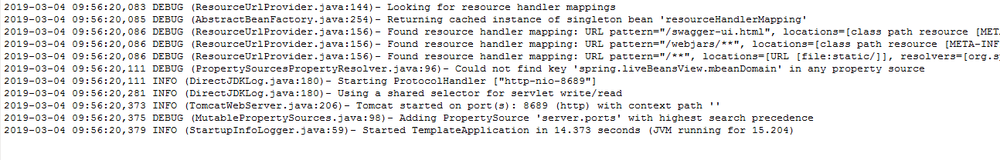 2019-03-04 09:56:20,083 DEBUG (ResourceUrlProvider.java:144)- Looking for resource handler mappings
2019-03-04 09:56:20,085 DEBUG (AbstractBeanFactory.java:254)- Returning cached instance of singleton bean 'resourceHandlerMapping'
2019-03-04 09:56:20,086 DEBUG (ResourceUrlProvider.java:156)- Found resource handler mapping: URL pattern="/swagger-ui.html", locations=[class path resource [META
2019-03-04 09:56:20,086 DEBUG (ResourceUrlProvider.java:156)- Found resource handler mapping: URL pattern="/webjars/**", locations=[class path resource [META-INF
2019-03-04 09:56:20,086 DEBUG (ResourceUrlProvider.java:156)- Found resource handler mapping: URL pattern="/**", locations=[URL [file:static/]], resolvers=[org.s
2019-03-04 09:56:20,111 DEBUG (PropertySourcesPropertyResolver.java:96)- Could not find key 'spring.liveBeansView.mbeanDomain' in any property source
2019-03-04 09:56:20,111 INFO (DirectJDKLog.java:180)- Starting ProtocolHandler ["http-nio-8689"]
2019-03-04 09:56:20,281 INFO (DirectJDKLog.java:180)- Using a shared selector for servlet write/read
2019-03-04 09:56:20,373 INFO (TomcatWebServer.java:206)- Tomcat started on port(s): 8689 (http) with context path ''
2019-03-04 09:56:20,375 DEBUG (MutablePropertySources.java:98)- Adding PropertySource 'server.ports' with highest search precedence
2019-03-04 09:56:20,379 INFO (StartupInfoLogger.java:59)- Started TemplateApplication in 14.373 seconds (JVM running for 15.204)